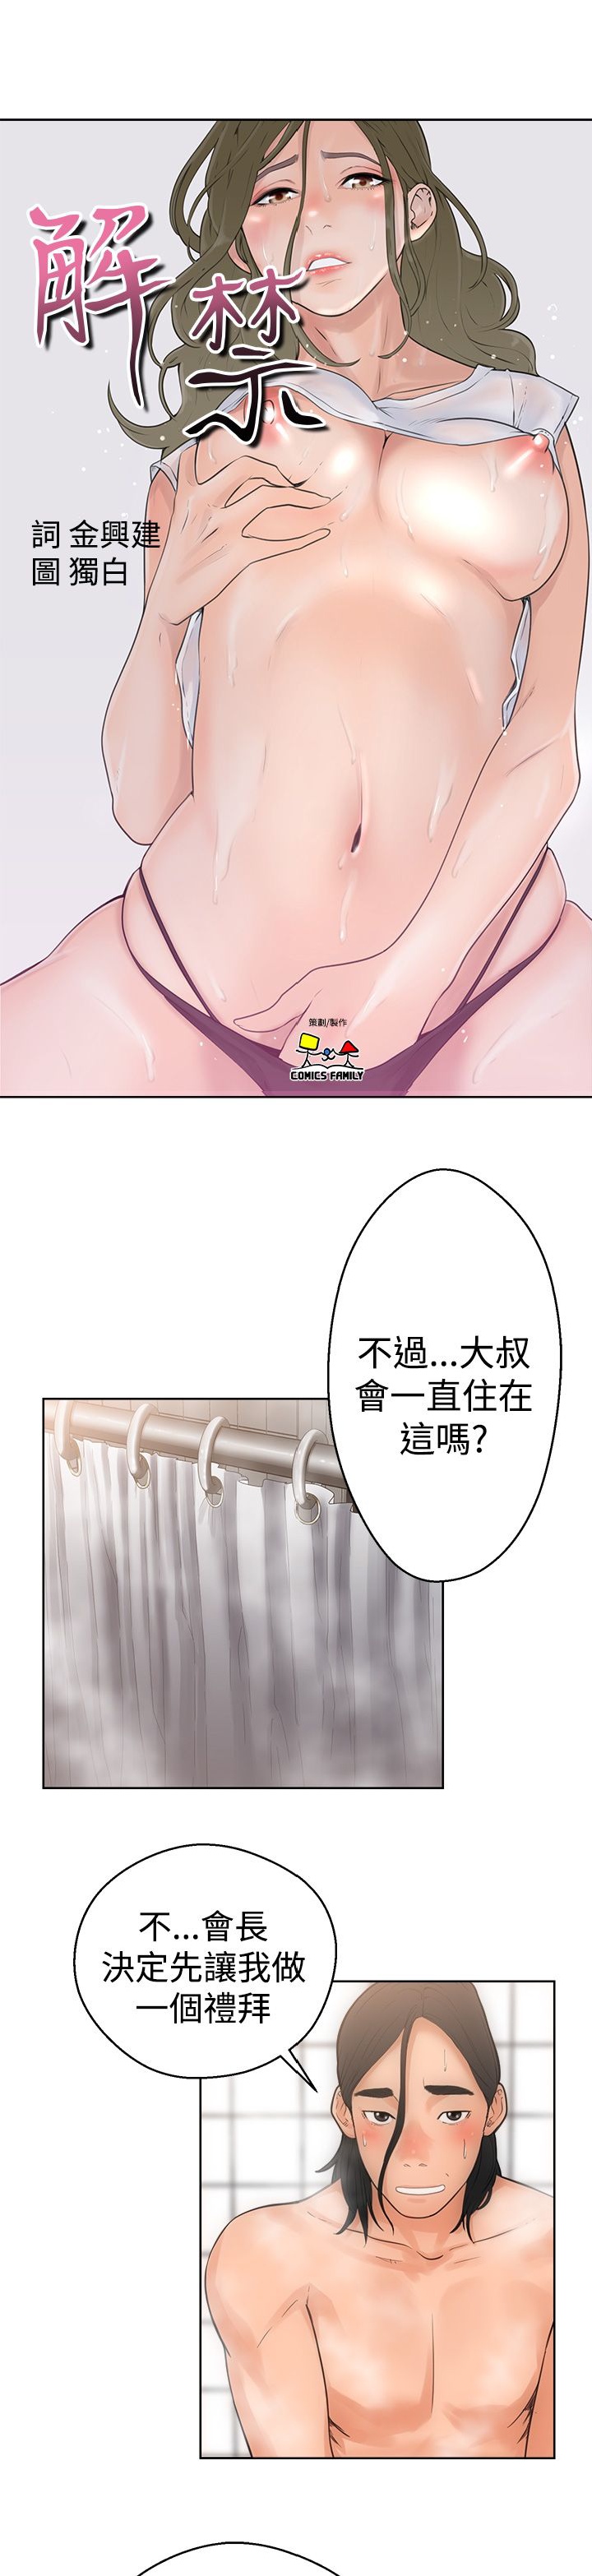 解禁
詞 金興建
圖 獨白
策劃/製作
COMICS FAMILY
不過...大叔
會一直住在
這嗎?
不...會長
決定先讓我做
一個禮拜